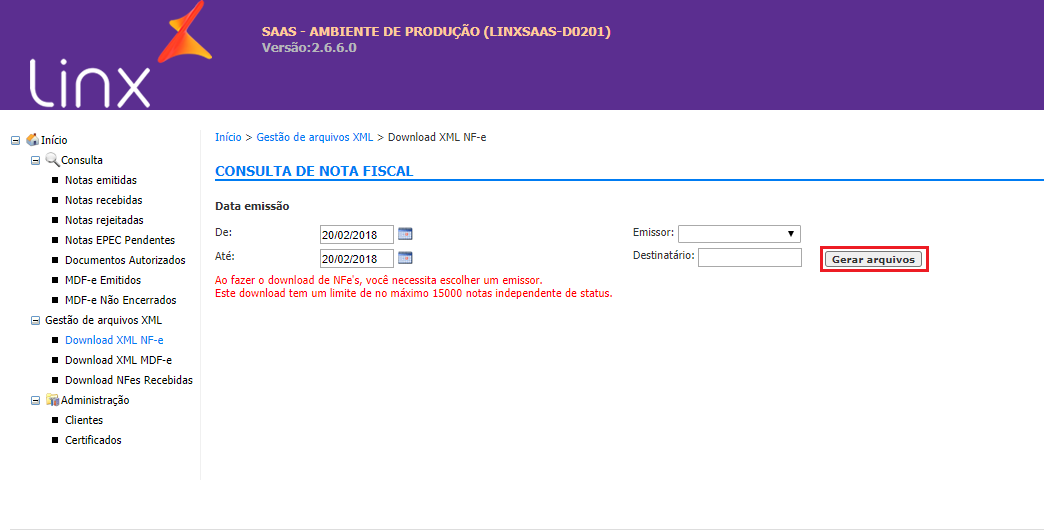 Linx
SAAS - AMBIENTE DE PRODUÇÃO (LINXSAAS-D0201)
Versão:2.6.6.0
Início
Consulta
Notas emitidas
Notas recebidas
Notas rejeitadas
Notas EPEC Pendentes
Documentos Autorizados
MDF-e Emitidos
MDF-e Não Encerrados
Gestão de arquivos XML
Download XML NF-e
Download XML MDF-e
Download NFes Recebidas
Administração
Clientes
Certificados
Início > Gestão de arquivos XML > Download XML NF-e
CONSULTA DE NOTA FISCAL
Data emissão
De: 20/02/2018 Emissor:
Até: 20/02/2018 Destinatário: Gerar arquivos
Ao fazer o download de NFe's, você necessita escolher um emissor.
Este download tem um limite de no máximo 15000 notas independente de status.